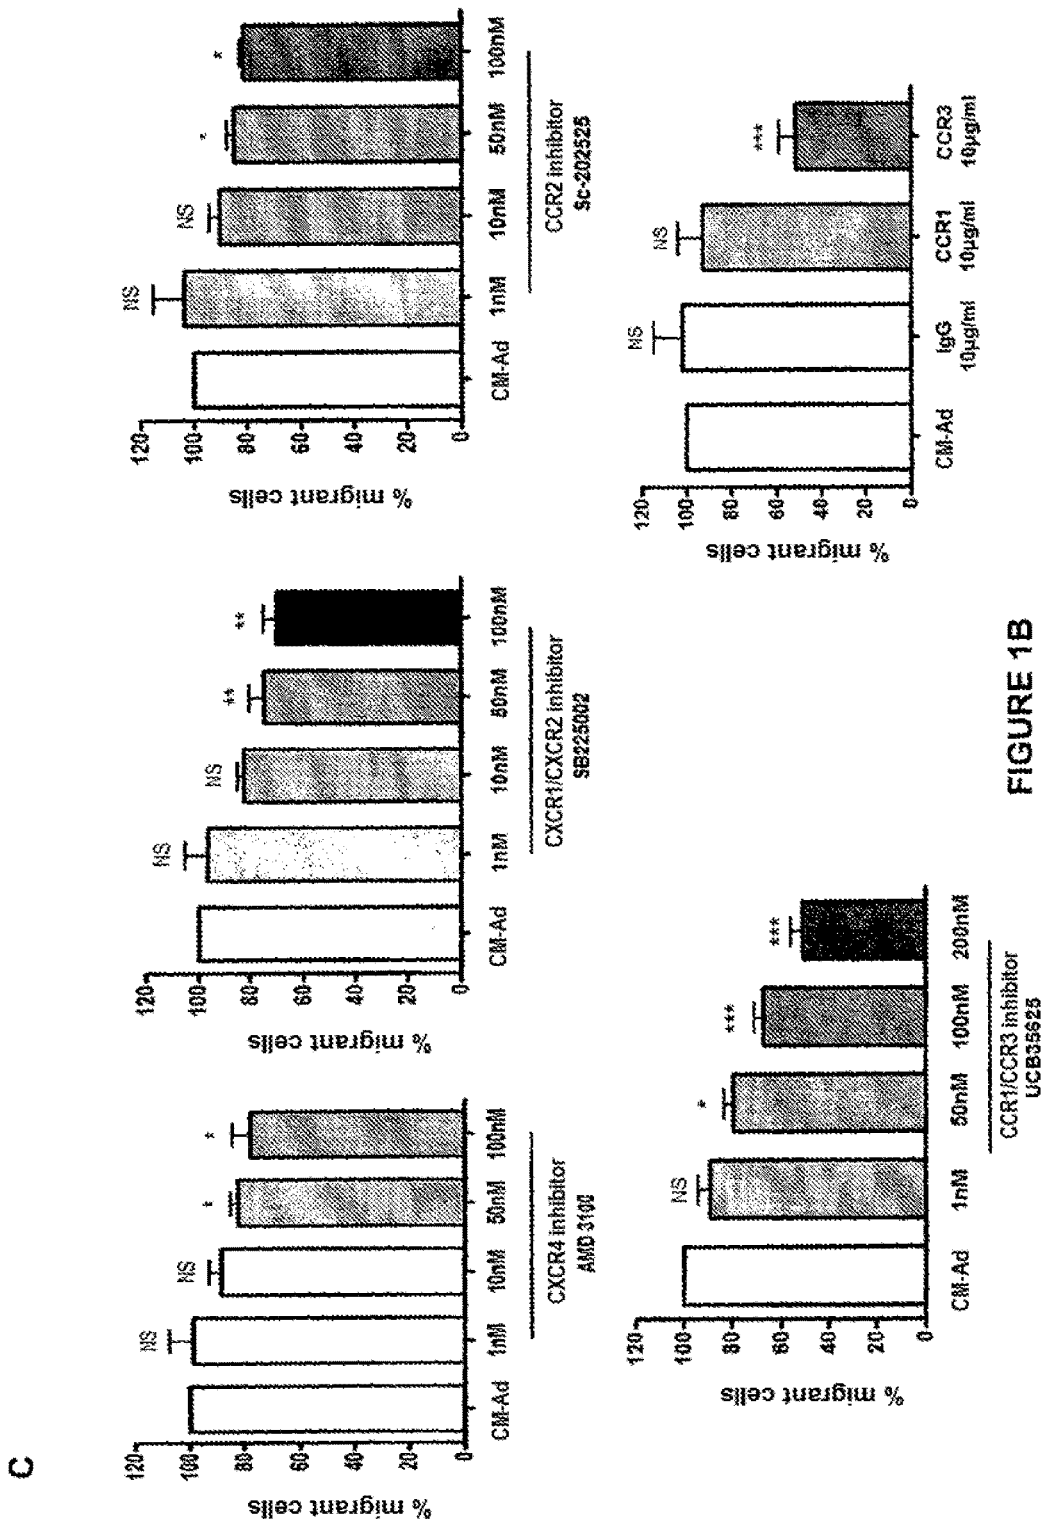 C
% migrant cells
120
100
80
60
40
20
0
NS
NS
*
*
CM-Ad
1nM
10nM
50nM
100nM
CXCR4 inhibitor
AMD 3100
% migrant cells
120
100
80
60
40
20
0
NS
NS
**
**
CM-Ad
1nM
10nM
50nM
100nM
CXCR1/CXCR2 inhibitor
SB225002
% migrant cells
120
100
80
60
40
20
0
NS
NS
*
*
CM-Ad
1nM
10nM
50nM
100nM
CCR2 inhibitor
Sc-202525
% migrant cells
120
100
80
60
40
20
0
NS
*
***
***
CM-Ad
1nM
50nM
100nM
200nM
CCR1/CCR3 inhibitor
UCB35625
% migrant cells
120
100
80
60
40
20
0
NS
NS
***
CM-Ad
IgG
10µg/ml
CCR1
10µg/ml
CCR3
10µg/ml
FIGURE 1B